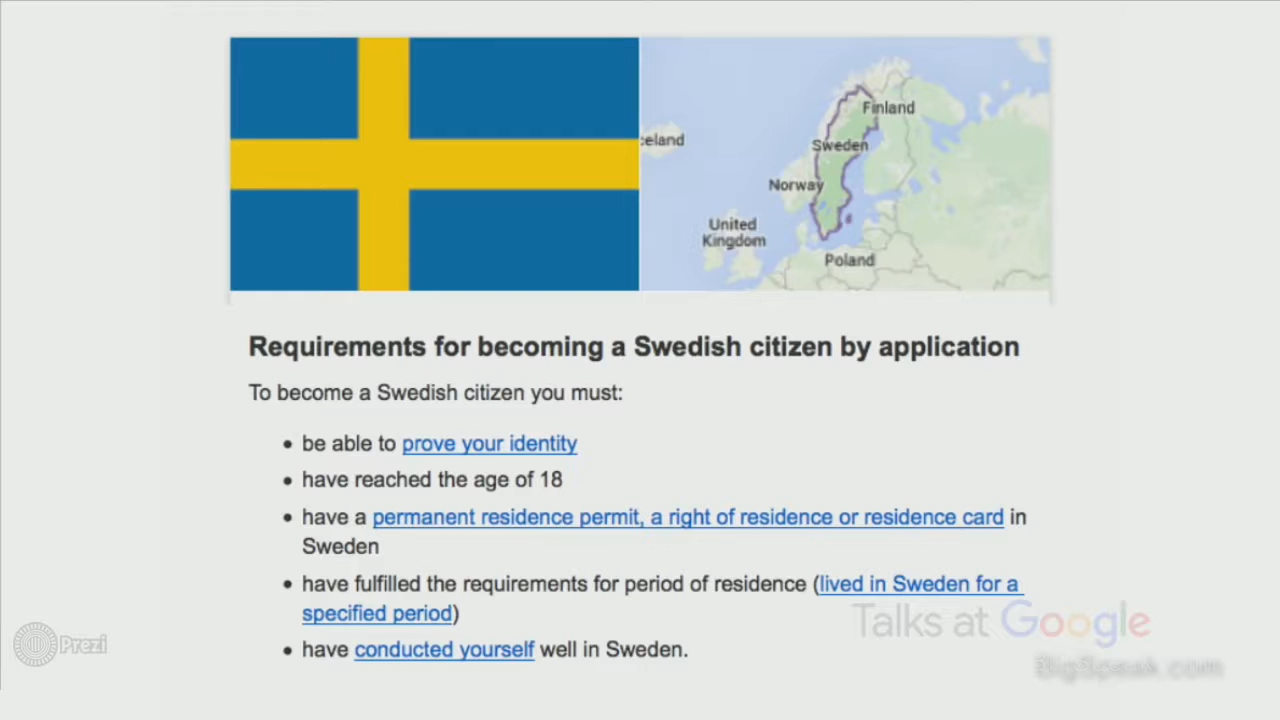 Finland
eland
Sweden
Norway
United
Kingdom
Poland
Requirements for becoming a Swedish citizen by application
To become a Swedish citizen you must:
• be able to prove your identity
• have reached the age of 18
• have a permanent residence permit, a right of residence or residence card in
Sweden
• have fulfilled the requirements for period of residence (lived in Sweden for a
specified period)
• have conducted yourself well in Sweden.
Talks at Google
Prezi
BigSpeak.com